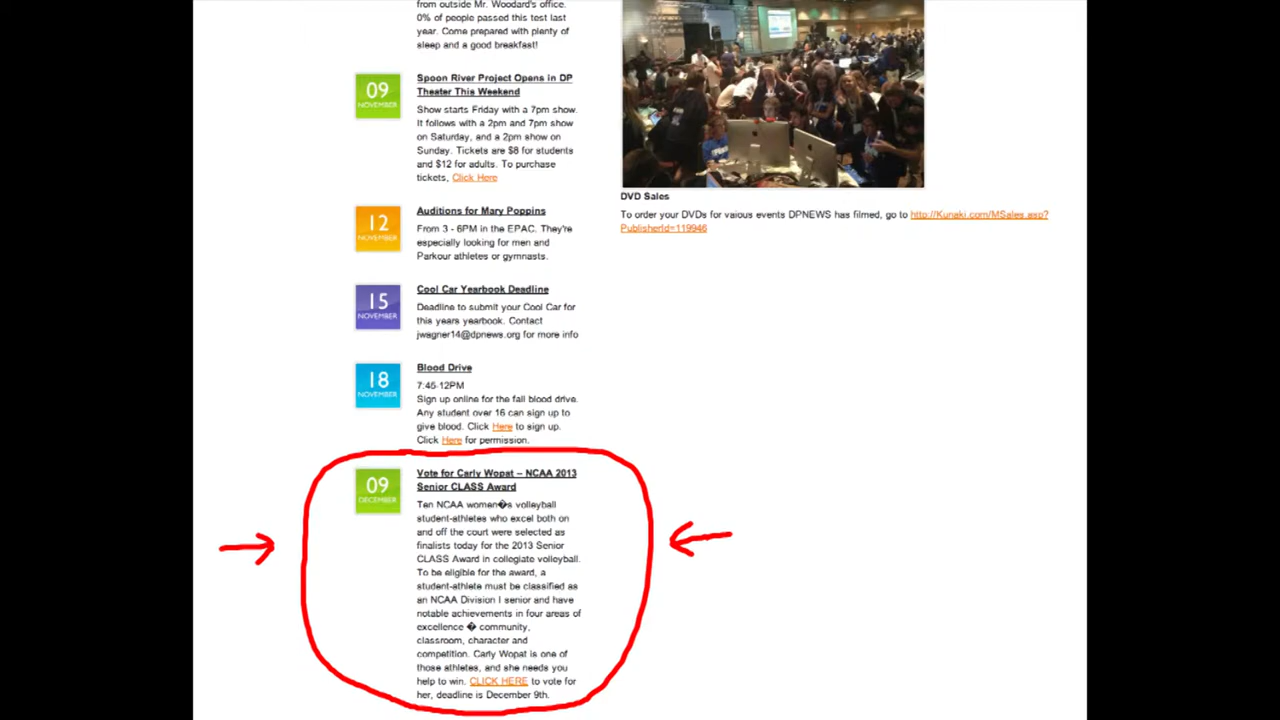 from outside Mr. Woodard's office.
0% of people passed this test last
year. Come prepared with plenty of
sleep and a good breakfast!
09
NOVEMBER
Spoon River Project Opens in DP
Theater This Weekend
Show starts Friday with a 7pm show.
It follows with a 2pm and 7pm show
on Saturday, and a 2pm show on
Sunday. Tickets are $8 for students
and $12 for adults. To purchase
tickets, Click Here
12
NOVEMBER
Auditions for Mary Poppins
From 3 - 6PM in the EPAC. They're
especially looking for men and
Parkour athletes or gymnasts.
15
NOVEMBER
Cool Car Yearbook Deadline
Deadline to submit your Cool Car for
this years yearbook. Contact
jwagner14@dpnews.org for more info
18
NOVEMBER
Blood Drive
7:45-12PM
Sign up online for the fall blood drive.
Any student over 16 can sign up to
give blood. Click Here to sign up.
Click Here for permission.
09
DECEMBER
Vote for Carly Wopat – NCAA 2013
Senior CLASS Award
Ten NCAA women�s volleyball
student-athletes who excel both on
and off the court were selected as
finalists today for the 2013 Senior
CLASS Award in collegiate volleyball.
To be eligible for the award, a
student-athlete must be classified as
an NCAA Division I senior and have
notable achievements in four areas of
excellence � community,
classroom, character and
competition. Carly Wopat is one of
those athletes, and she needs you
help to win. CLICK HERE to vote for
her, deadline is December 9th.
DVD Sales
To order your DVDs for vaious events DPNEWS has filmed, go to http://Kunaki.com/MSales.asp?
PublisherId=119946